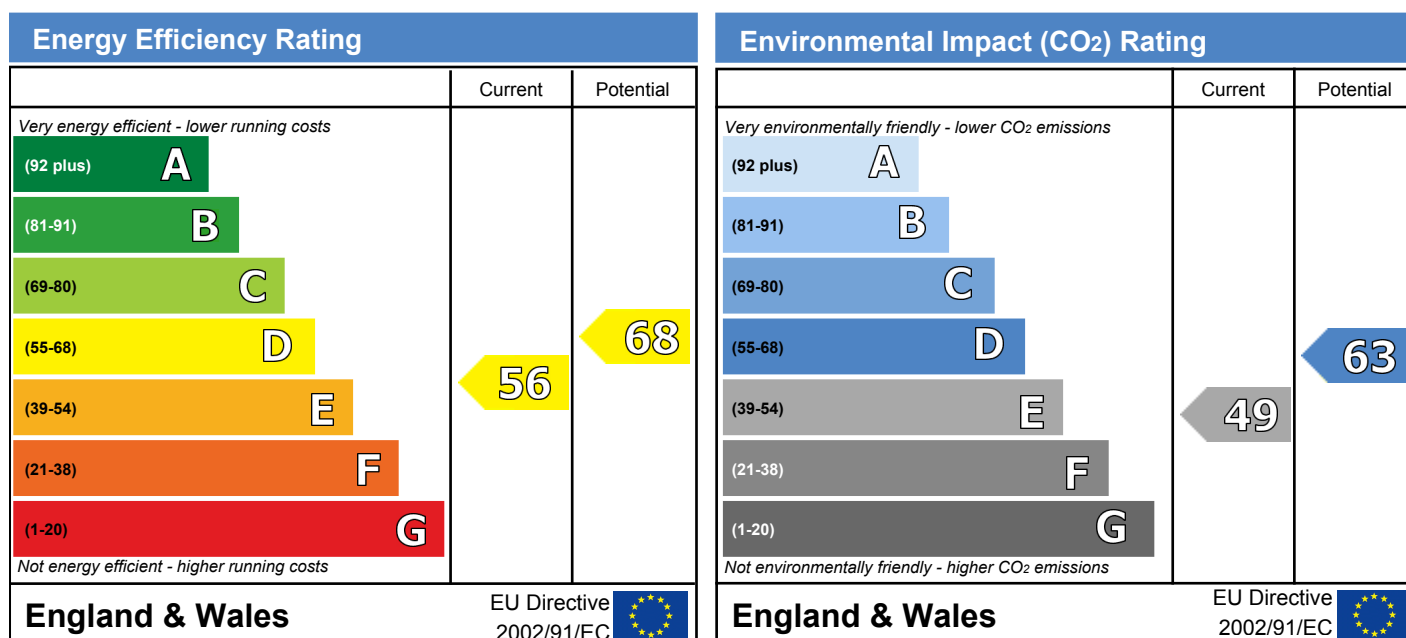 Energy Efficiency Rating
Current Potential
Very energy efficient - lower running costs
(92 plus) A
(81-91) B
(69-80) C
(55-68) D
(39-54) E
(21-38) F
(1-20) G
56
68
Not energy efficient - higher running costs
England & Wales
EU Directive
2002/91/EC
Environmental Impact (CO2) Rating
Current Potential
Very environmentally friendly - lower CO2 emissions
(92 plus) A
(81-91) B
(69-80) C
(55-68) D
(39-54) E
(21-38) F
(1-20) G
49
63
Not environmentally friendly - higher CO2 emissions
England & Wales
EU Directive
2002/91/EC